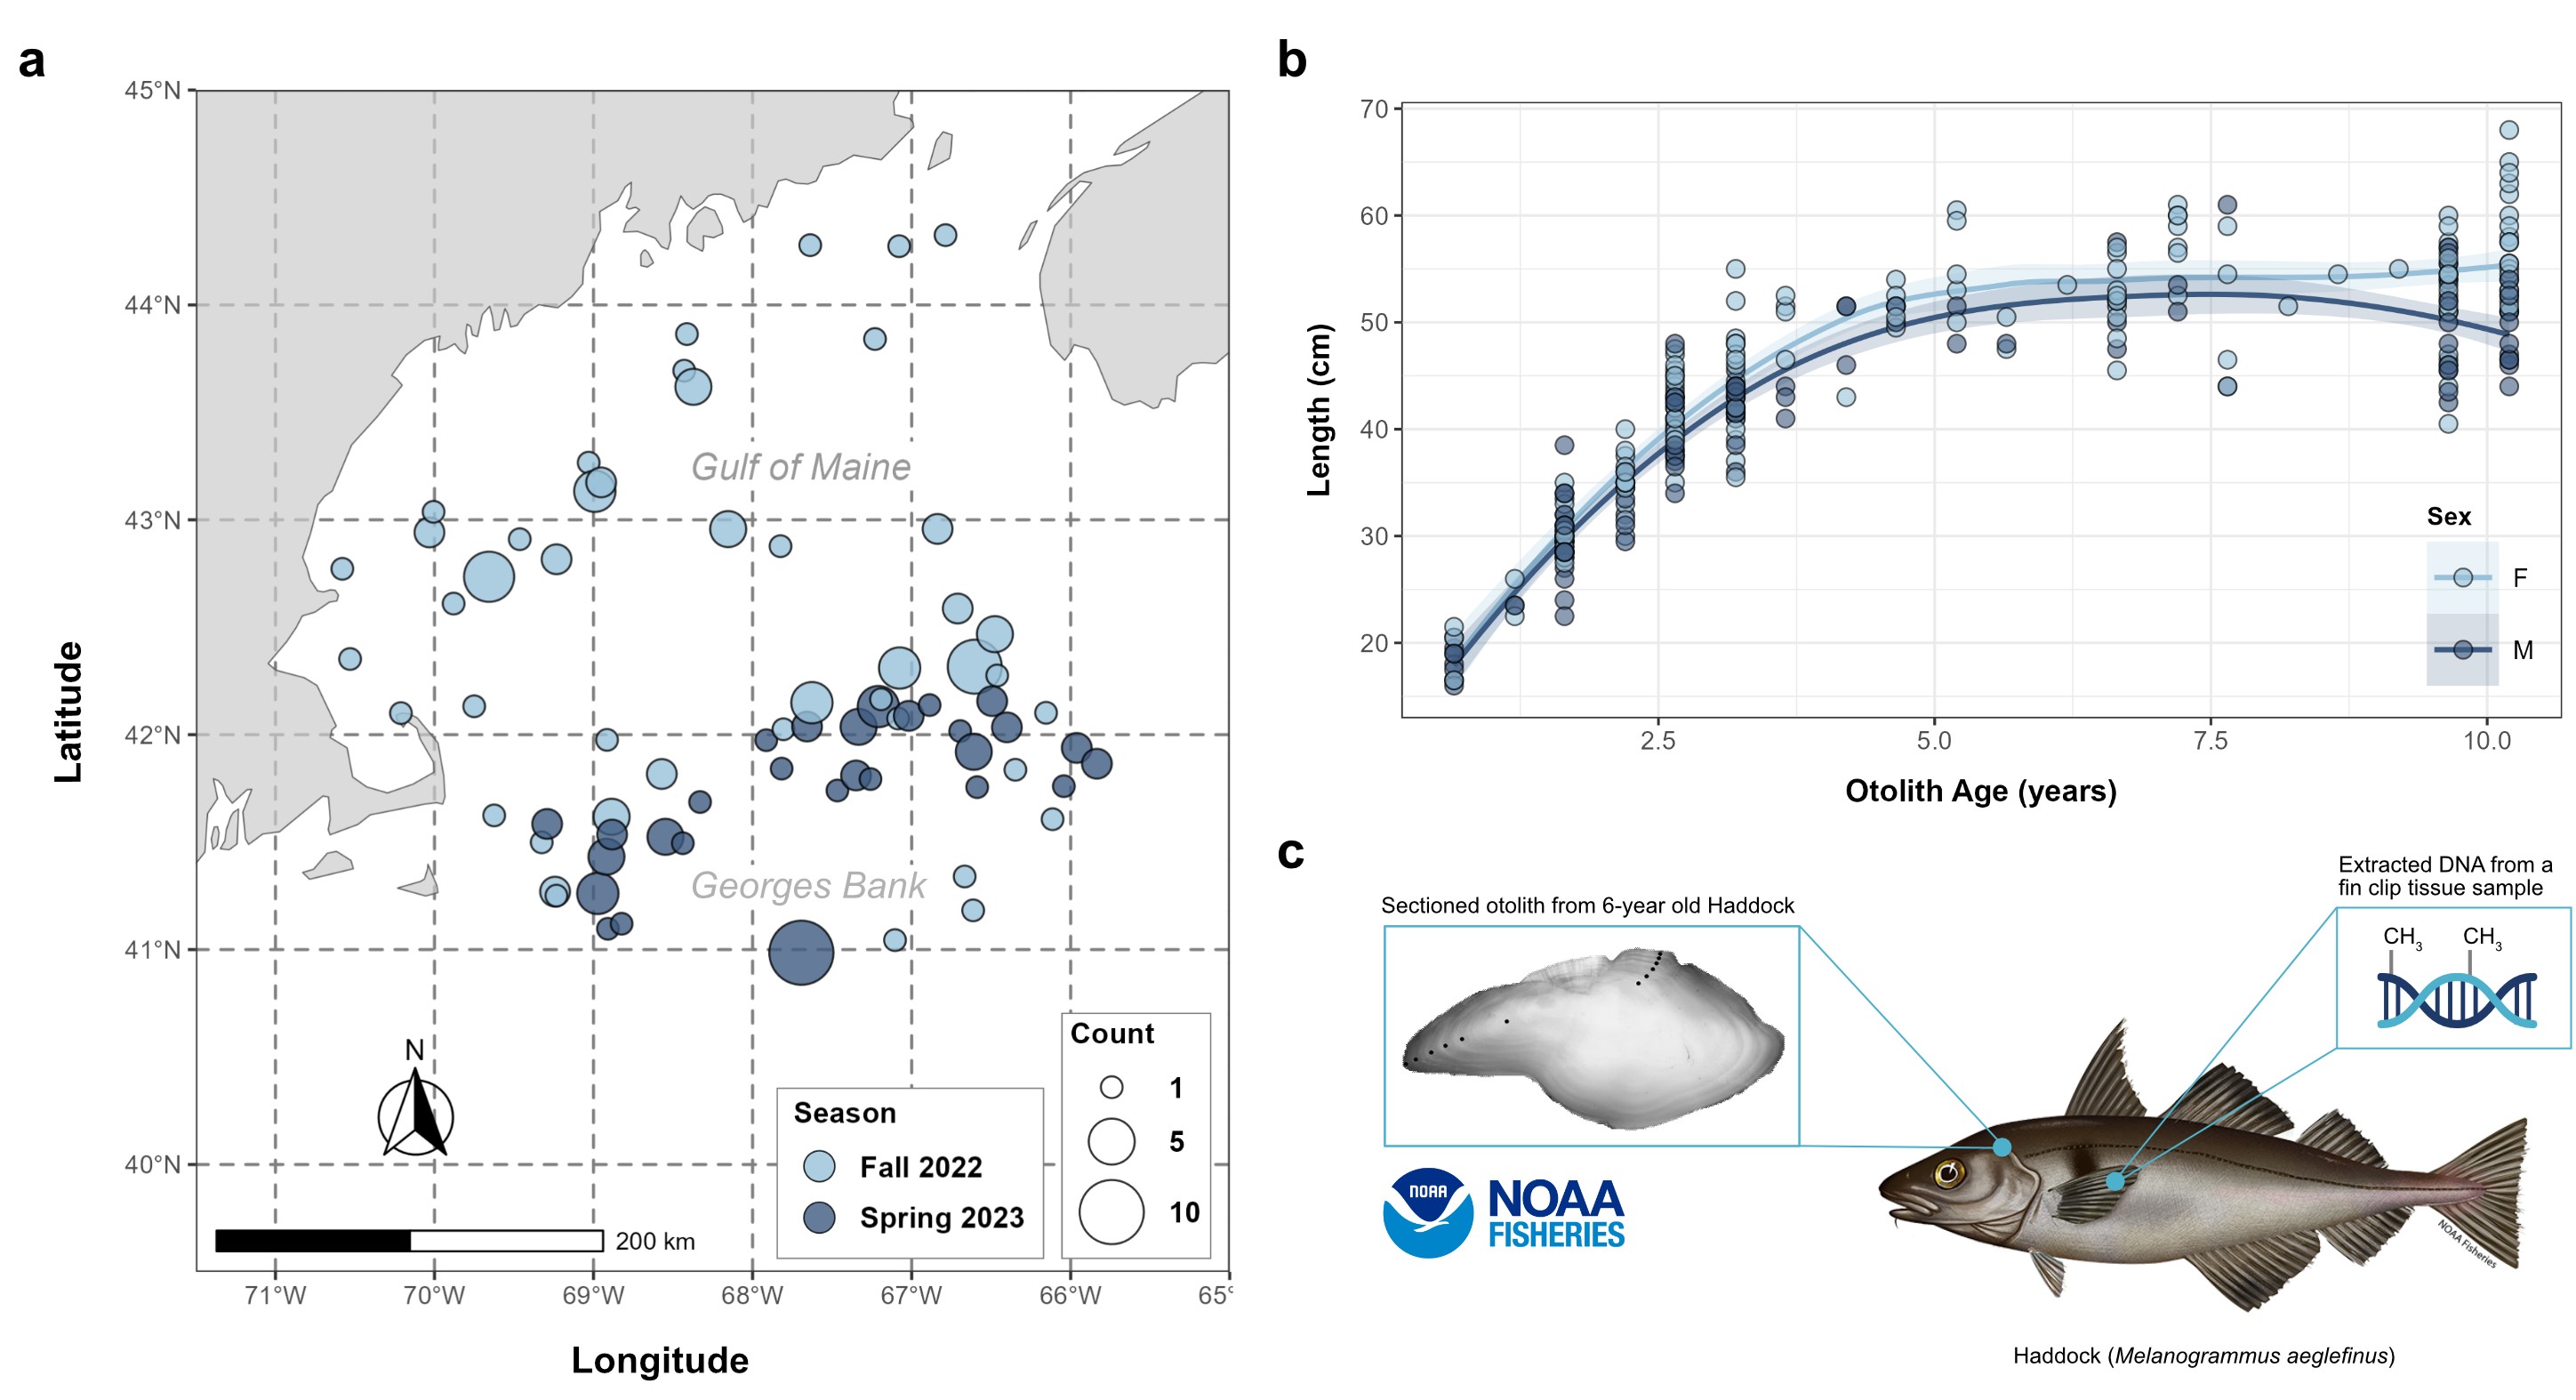 a
45°N
44°N
43°N
42°N
41°N
40°N
Latitude
Gulf of Maine
Georges Bank
N
200 km
Season
Fall 2022
Spring 2023
Count
1
5
10
71°W
70°W
69°W
68°W
67°W
66°W
65°
Longitude
b
70
60
50
40
30
20
Length (cm)
Sex
F
M
2.5
5.0
7.5
10.0
Otolith Age (years)
c
Sectioned otolith from 6-year old Haddock
Extracted DNA from a
fin clip tissue sample
CH3
CH3
NOAA
NOAA
FISHERIES
NOAA Fisheries
Haddock (Melanogrammus aeglefinus)